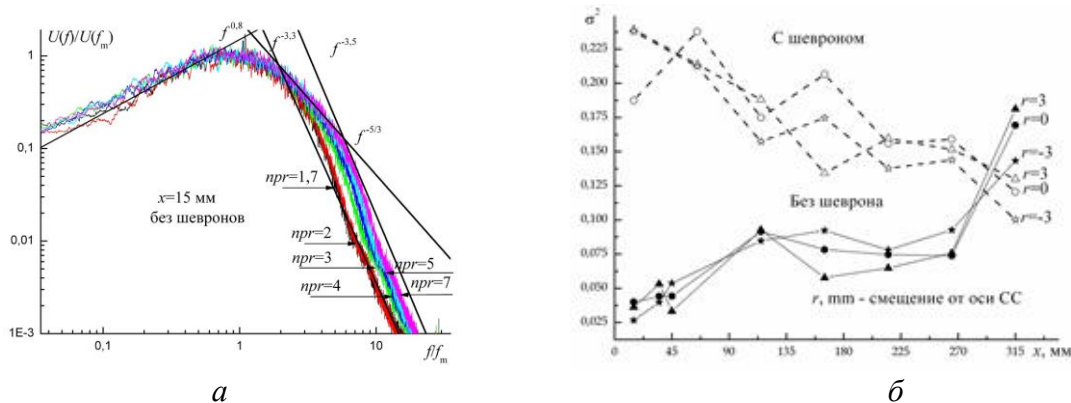 U(f)/U(f_m)
f^-0,8
f^-3,3
f^-3,5
1
f^-5/3
0,1
npr=1,7
x=15 мм
без шевронов
npr=2
0,01
npr=3
npr=5
npr=4
npr=7
1E-3
0,1
1
10
f/f_m
а
σ²
0,225
0,200
0,175
0,150
0,125
0,100
0,075
0,050
0,025
С шевроном
r=3
r=0
r=-3
r=3
r=0
r=-3
Без шеврона
r, mm - смещение от оси СС
0
45
90
135
180
225
270
315
x, мм
б